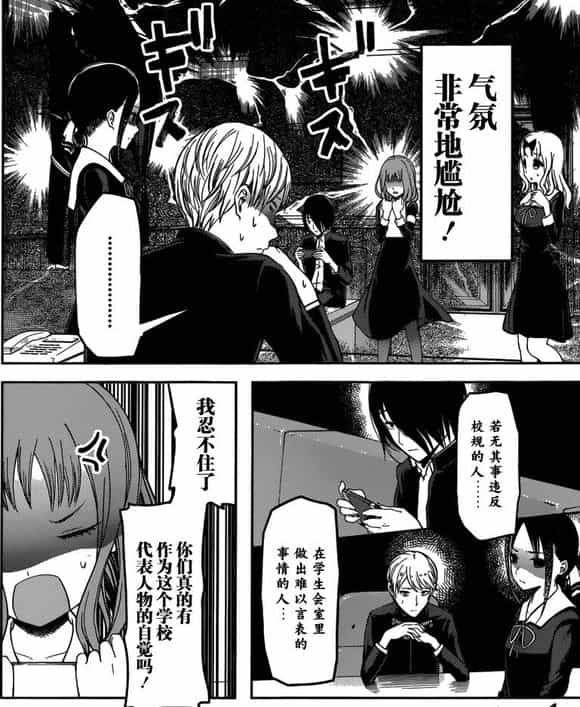 气氛
非常地尴尬！
ギス
ギス
…………
若无其事违反
校规的人……
在学生会室里
做出难以言表的
事情的人…
我忍不住了
你们真的有
作为这个学校
代表人物的自觉吗！